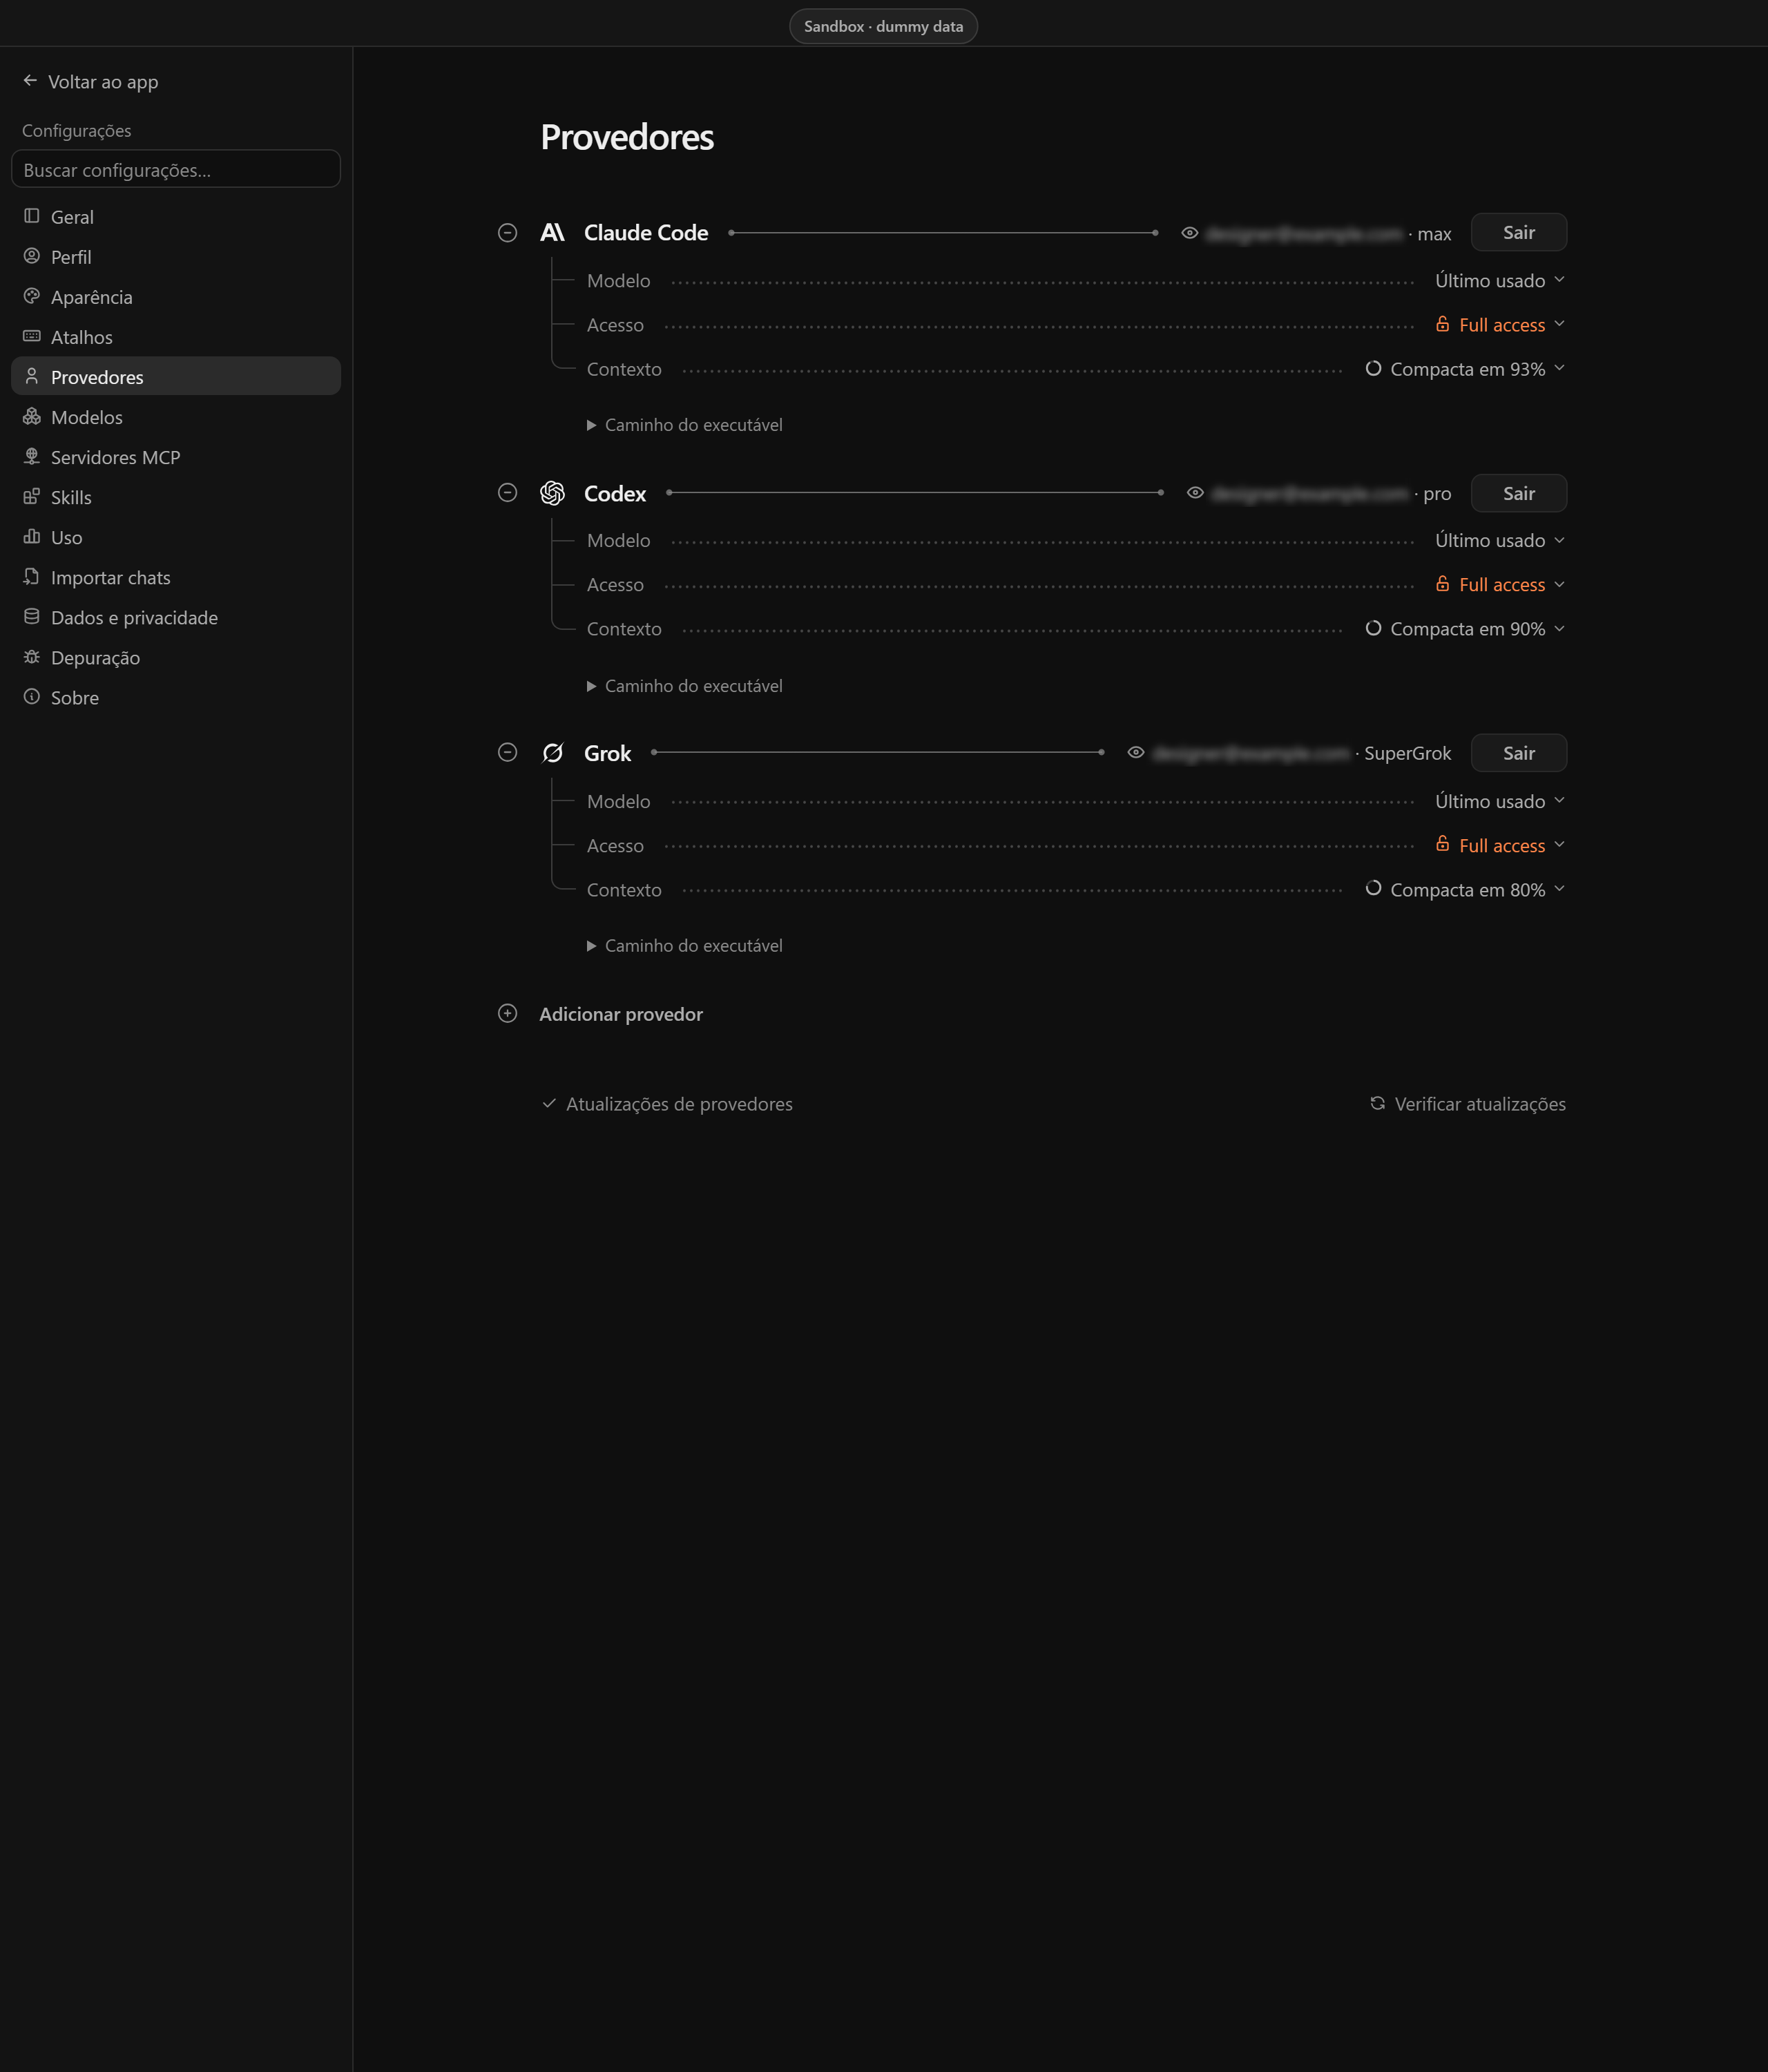 Sandbox · dummy data
Voltar ao app
Configurações
Buscar configurações...
Geral
Perfil
Aparência
Atalhos
Provedores
Modelos
Servidores MCP
Skills
Uso
Importar chats
Dados e privacidade
Depuração
Sobre
Provedores
Claude Code · max Sair
Modelo Último usado
Acesso Full access
Contexto Compacta em 93%
Caminho do executável
Codex · pro Sair
Modelo Último usado
Acesso Full access
Contexto Compacta em 90%
Caminho do executável
Grok · SuperGrok Sair
Modelo Último usado
Acesso Full access
Contexto Compacta em 80%
Caminho do executável
Adicionar provedor
Atualizações de provedores Verificar atualizações